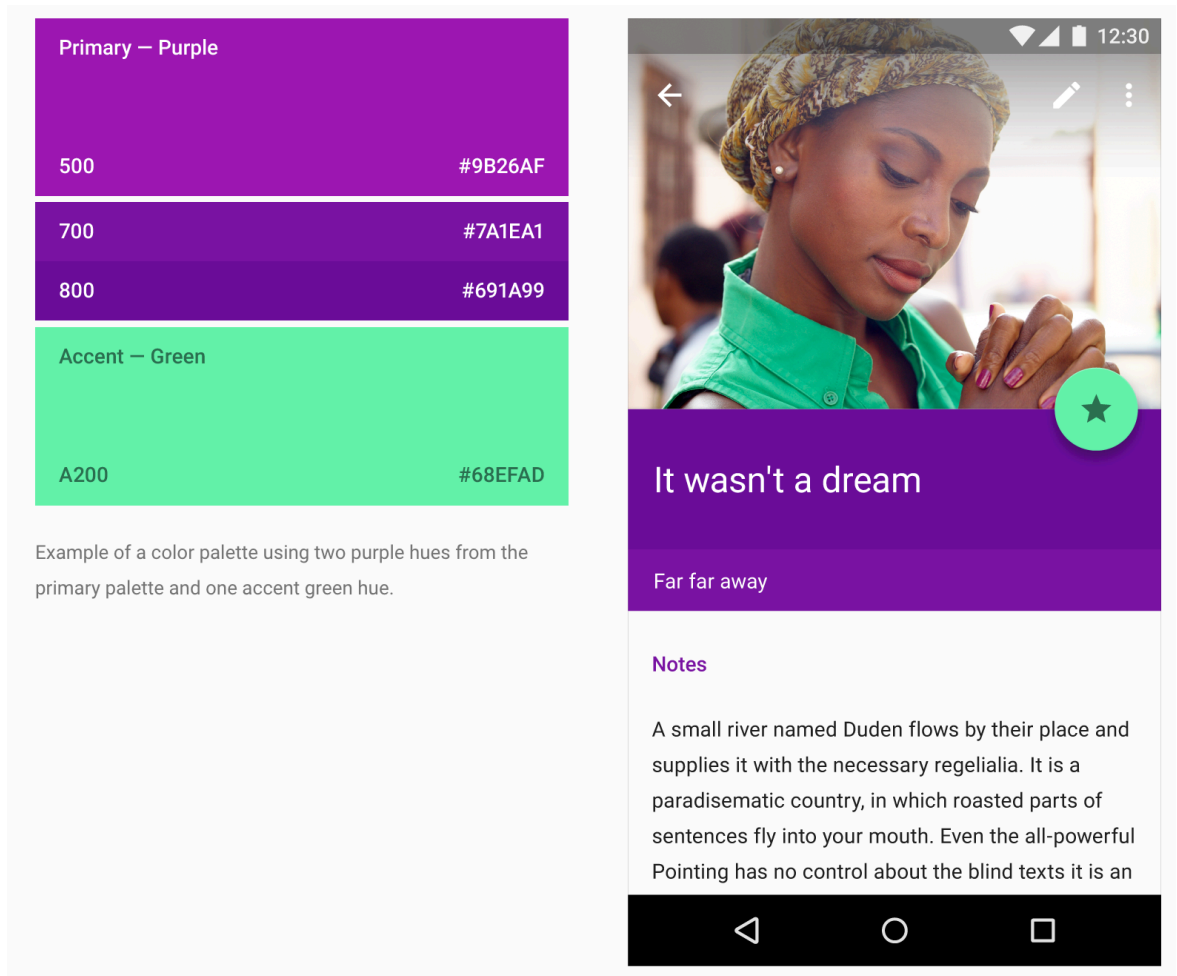 Primary — Purple
500 #9B26AF
700 #7A1EA1
800 #691A99
Accent — Green
A200 #68EFAD
Example of a color palette using two purple hues from the
primary palette and one accent green hue.
12:30
It wasn't a dream
Far far away
Notes
A small river named Duden flows by their place and
supplies it with the necessary regelialia. It is a
paradisematic country, in which roasted parts of
sentences fly into your mouth. Even the all-powerful
Pointing has no control about the blind texts it is an